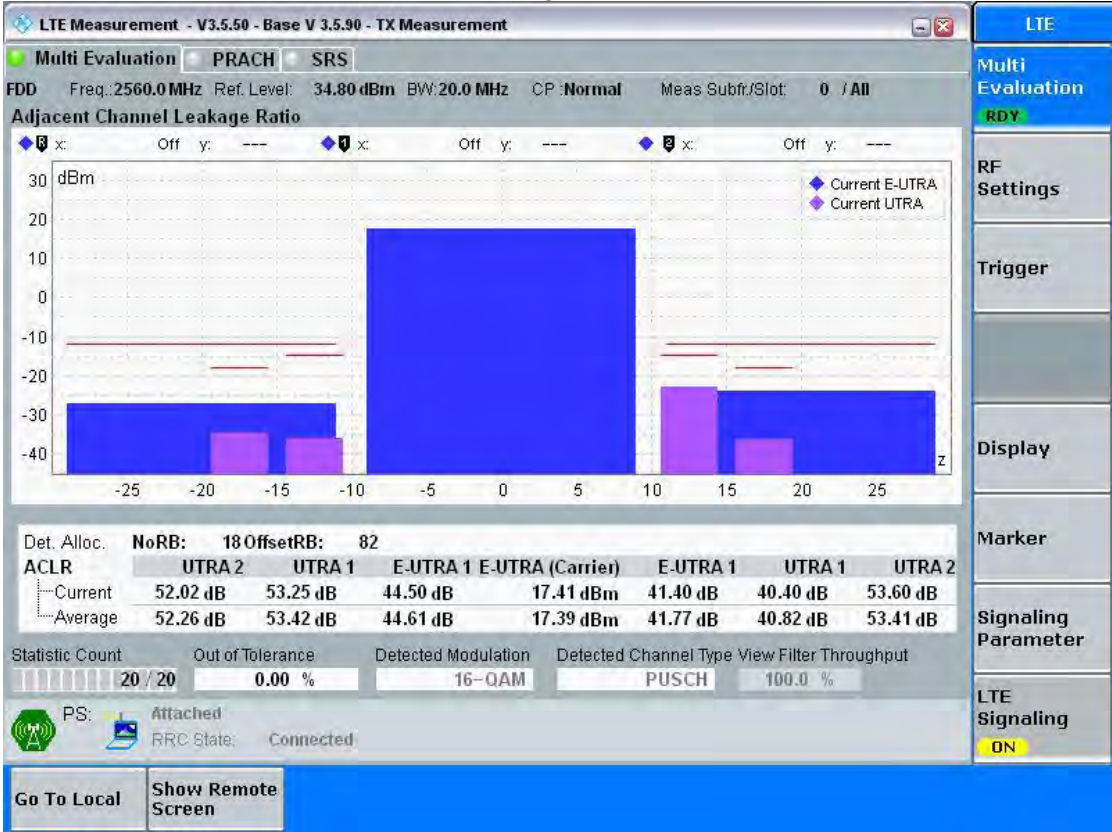 LTE Measurement - V3.5.50 - Base V 3.5.90 - TX Measurement
Multi Evaluation PRACH SRS
FDD Freq.:2560.0 MHz Ref. Level: 34.80 dBm BW:20.0 MHz CP :Normal Meas Subfr./Slot: 0 / All
Adjacent Channel Leakage Ratio
R x: Off y: --- 1 x: Off y: --- 2 x: Off y: ---
dBm
Current E-UTRA
Current UTRA
30
20
10
0
-10
-20
-30
-40
z
-25 -20 -15 -10 -5 0 5 10 15 20 25
Det. Alloc. NoRB: 18 OffsetRB: 82
ACLR UTRA 2 UTRA 1 E-UTRA 1 E-UTRA (Carrier) E-UTRA 1 UTRA 1 UTRA 2
Current 52.02 dB 53.25 dB 44.50 dB 17.41 dBm 41.40 dB 40.40 dB 53.60 dB
Average 52.26 dB 53.42 dB 44.61 dB 17.39 dBm 41.77 dB 40.82 dB 53.41 dB
Statistic Count Out of Tolerance Detected Modulation Detected Channel Type View Filter Throughput
20 / 20 0.00 % 16-QAM PUSCH 100.0 %
PS: Attached
RRC State: Connected
Go To Local
Show Remote
Screen
LTE
Multi
Evaluation
RDY
RF
Settings
Trigger
Display
Marker
Signaling
Parameter
LTE
Signaling
ON